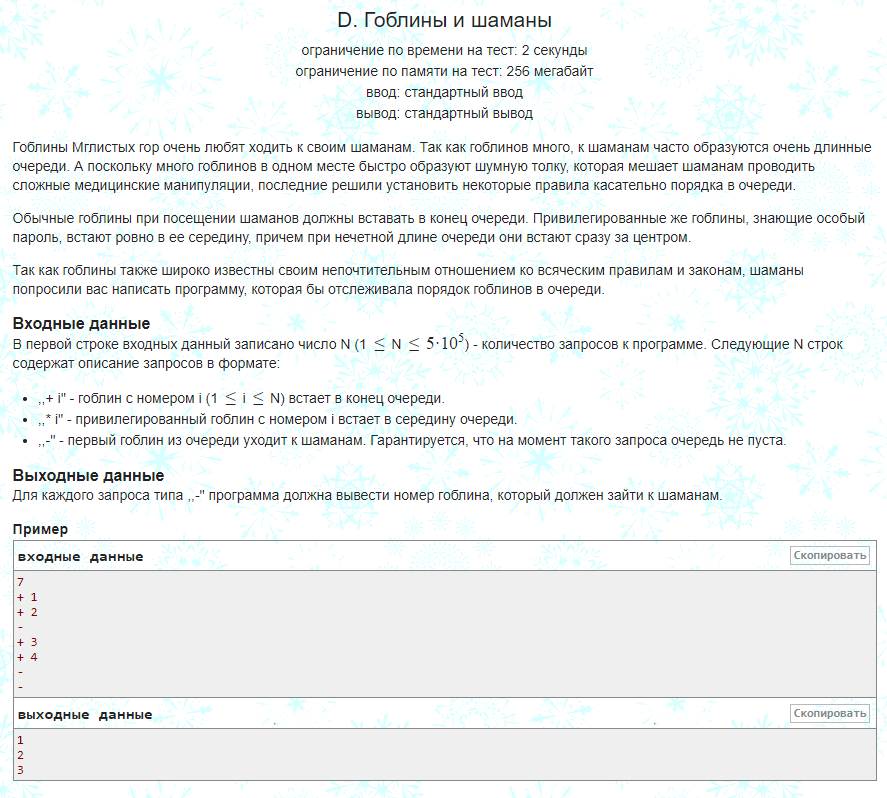 D. Гоблины и шаманы
ограничение по времени на тест: 2 секунды
ограничение по памяти на тест: 256 мегабайт
ввод: стандартный ввод
вывод: стандартный вывод
Гоблины Мглистых гор очень любят ходить к своим шаманам. Так как гоблинов много, к шаманам часто образуются очень длинные
очереди. А поскольку много гоблинов в одном месте быстро образуют шумную толку, которая мешает шаманам проводить
сложные медицинские манипуляции, последние решили установить некоторые правила касательно порядка в очереди.
Обычные гоблины при посещении шаманов должны вставать в конец очереди. Привилегированные же гоблины, знающие особый
пароль, встают ровно в ее середину, причем при нечетной длине очереди они встают сразу за центром.
Так как гоблины также широко известны своим непочтительным отношением ко всяческим правилам и законам, шаманы
попросили вас написать программу, которая бы отслеживала порядок гоблинов в очереди.
Входные данные
В первой строке входных данный записано число N (1 ≤ N ≤ 5·10⁵) - количество запросов к программе. Следующие N строк
содержат описание запросов в формате:
• ,,+ i" - гоблин с номером i (1 ≤ i ≤ N) встает в конец очереди.
• ,,* i" - привилегированный гоблин с номером i встает в середину очереди.
• ,,-" - первый гоблин из очереди уходит к шаманам. Гарантируется, что на момент такого запроса очередь не пуста.
Выходные данные
Для каждого запроса типа ,,-" программа должна вывести номер гоблина, который должен зайти к шаманам.
Пример
входные данные Скопировать
7
+ 1
+ 2
-
+ 3
+ 4
-
-
выходные данные Скопировать
1
2
3